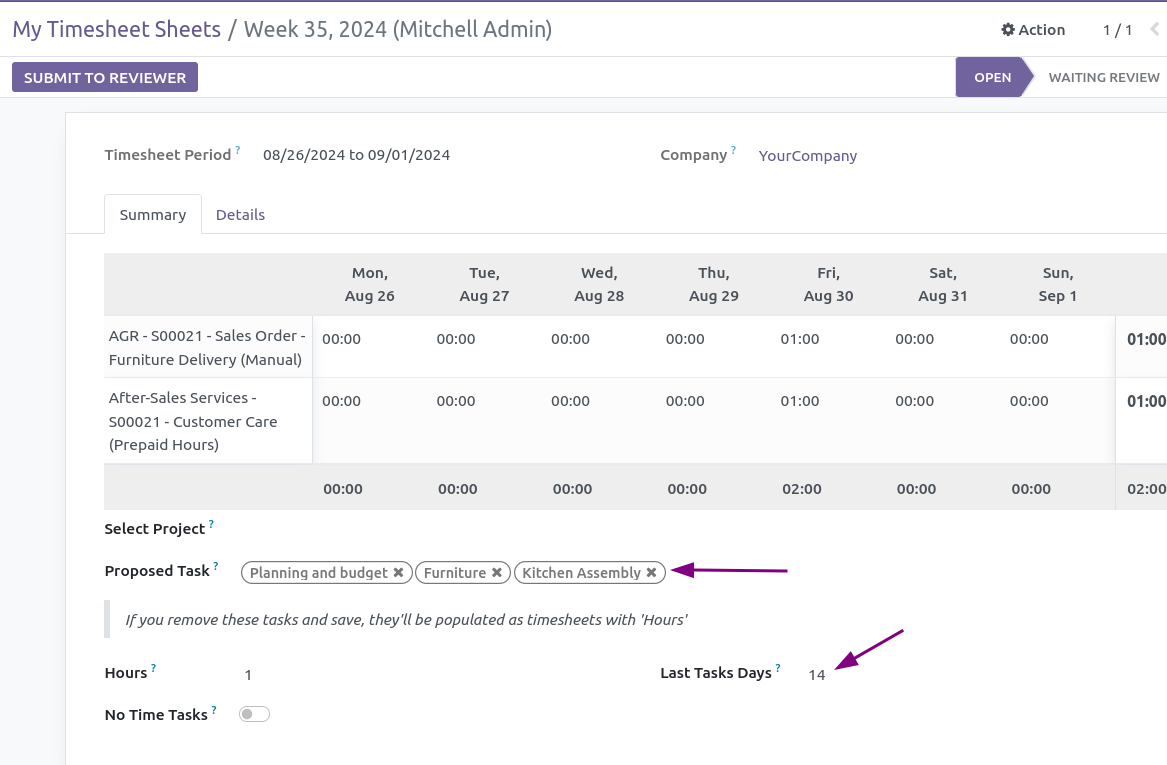 My Timesheet Sheets / Week 35, 2024 (Mitchell Admin)
Action
1 / 1
SUBMIT TO REVIEWER
OPEN
WAITING REVIEW
Timesheet Period ? 08/26/2024 to 09/01/2024
Company ? YourCompany
Summary
Details
Mon, Tue, Wed, Thu, Fri, Sat, Sun,
Aug 26 Aug 27 Aug 28 Aug 29 Aug 30 Aug 31 Sep 1
AGR - S00021 - Sales Order -
Furniture Delivery (Manual)
00:00 00:00 00:00 00:00 01:00 00:00 00:00 01:00
After-Sales Services -
S00021 - Customer Care
(Prepaid Hours)
00:00 00:00 00:00 00:00 01:00 00:00 00:00 01:00
00:00 00:00 00:00 00:00 02:00 00:00 00:00 02:00
Select Project ?
Proposed Task ? Planning and budget ✖ Furniture ✖ Kitchen Assembly ✖
If you remove these tasks and save, they'll be populated as timesheets with 'Hours'
Hours ? 1
Last Tasks Days ? 14
No Time Tasks ?